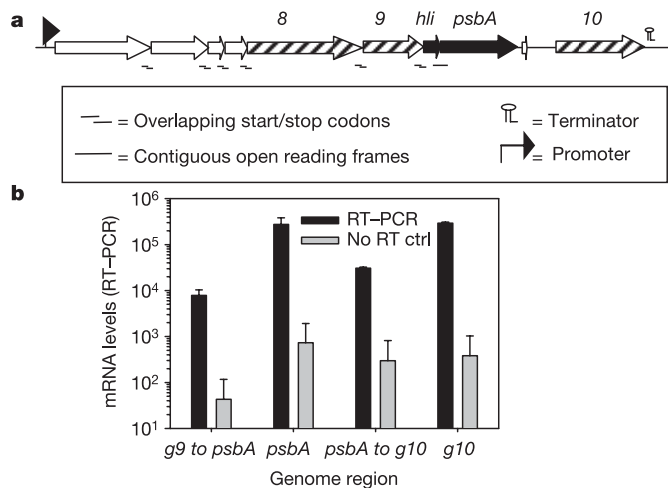 a
8 9 hli psbA 10
= Overlapping start/stop codons
= Terminator
= Contiguous open reading frames
= Promoter
b
mRNA levels (RT–PCR)
10⁶
10⁵
10⁴
10³
10²
10¹
RT–PCR
No RT ctrl
g9 to psbA psbA psbA to g10 g10
Genome region